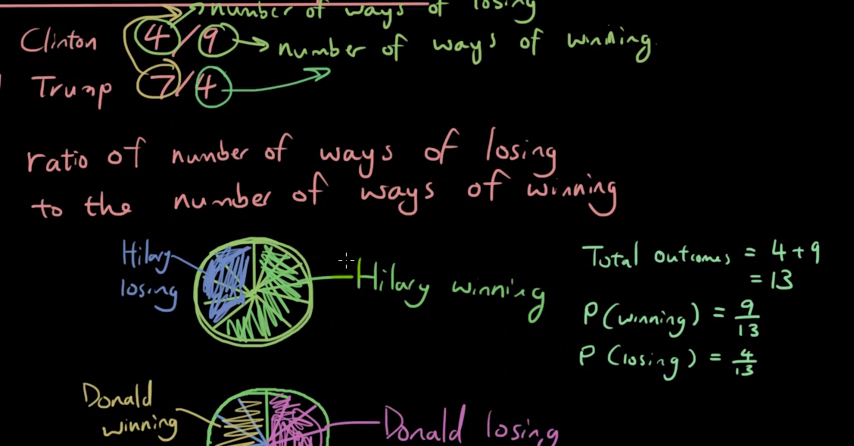 number of ways of losing
Clinton 4/9 number of ways of winning
Trump 7/4
ratio of number of ways of losing
to the number of ways of winning
Hilary
losing
Hilary winning
Total outcomes = 4+9
= 13
P(winning) = 9/13
P(losing) = 4/13
Donald
winning
Donald losing